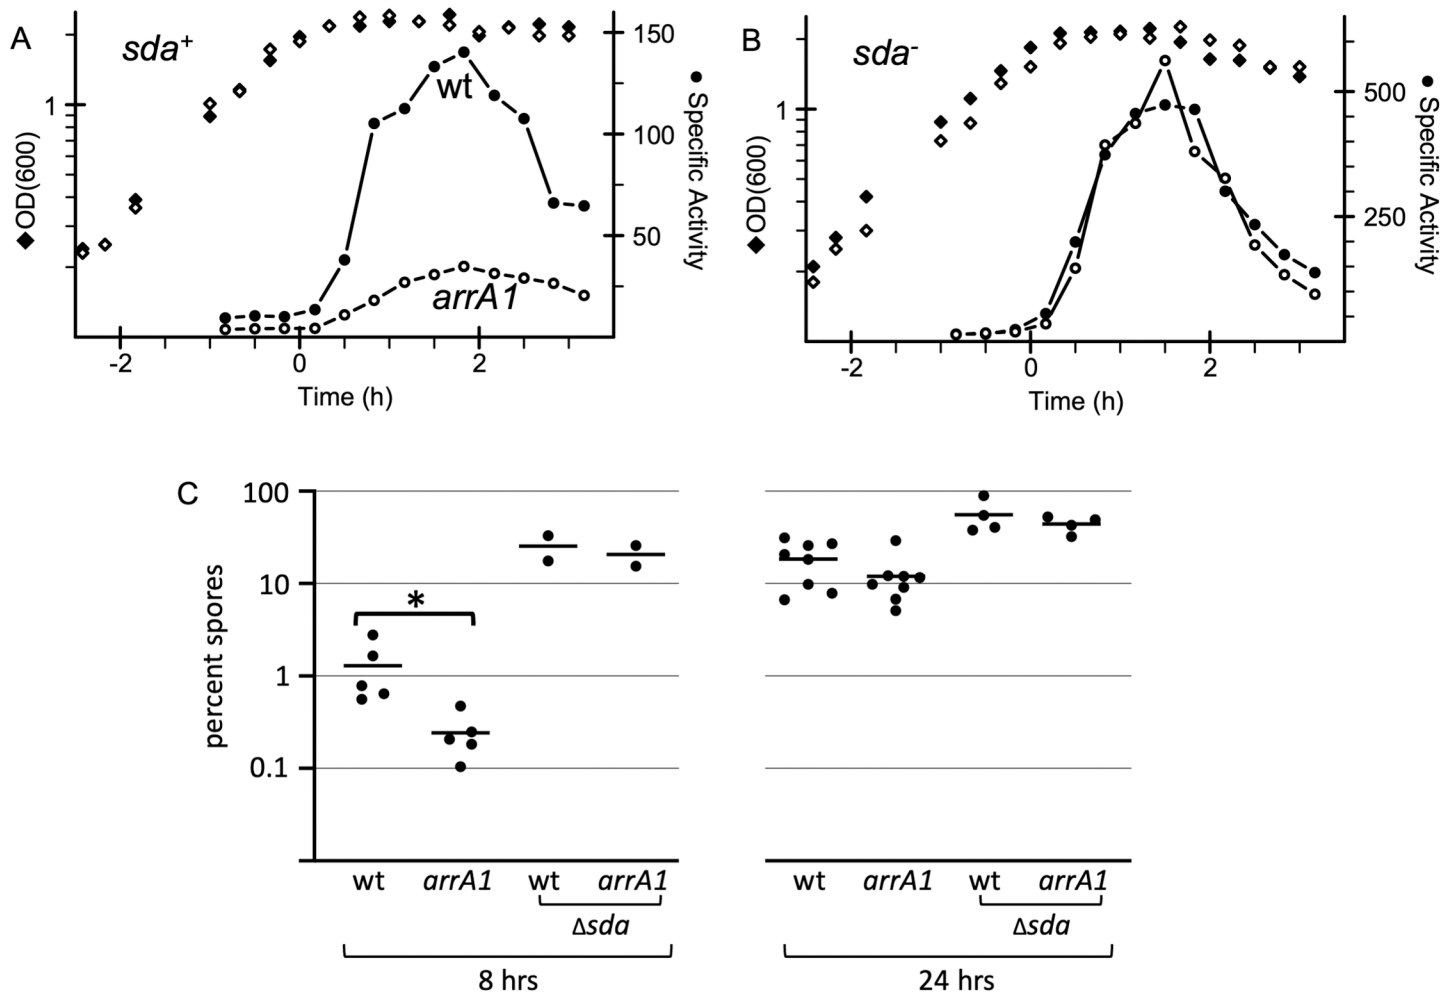 A
sda+
wt
arrA1
1
◆OD(600)
150
100
50
● Specific Activity
-2
0
2
Time (h)
B
sda-
1
◆OD(600)
500
250
● Specific Activity
-2
0
2
Time (h)
C
percent spores
100
10
1
0.1
*
wt arrA1 wt arrA1
Δsda
8 hrs
wt arrA1 wt arrA1
Δsda
24 hrs